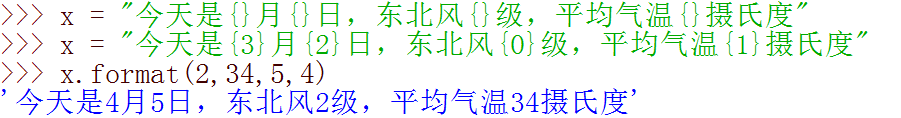 >>> x = "今天是{}月{}日，东北风{}级，平均气温{}摄氏度"
>>> x = "今天是{3}月{2}日，东北风{0}级，平均气温{1}摄氏度"
>>> x.format(2,34,5,4)
'今天是4月5日，东北风2级，平均气温34摄氏度'